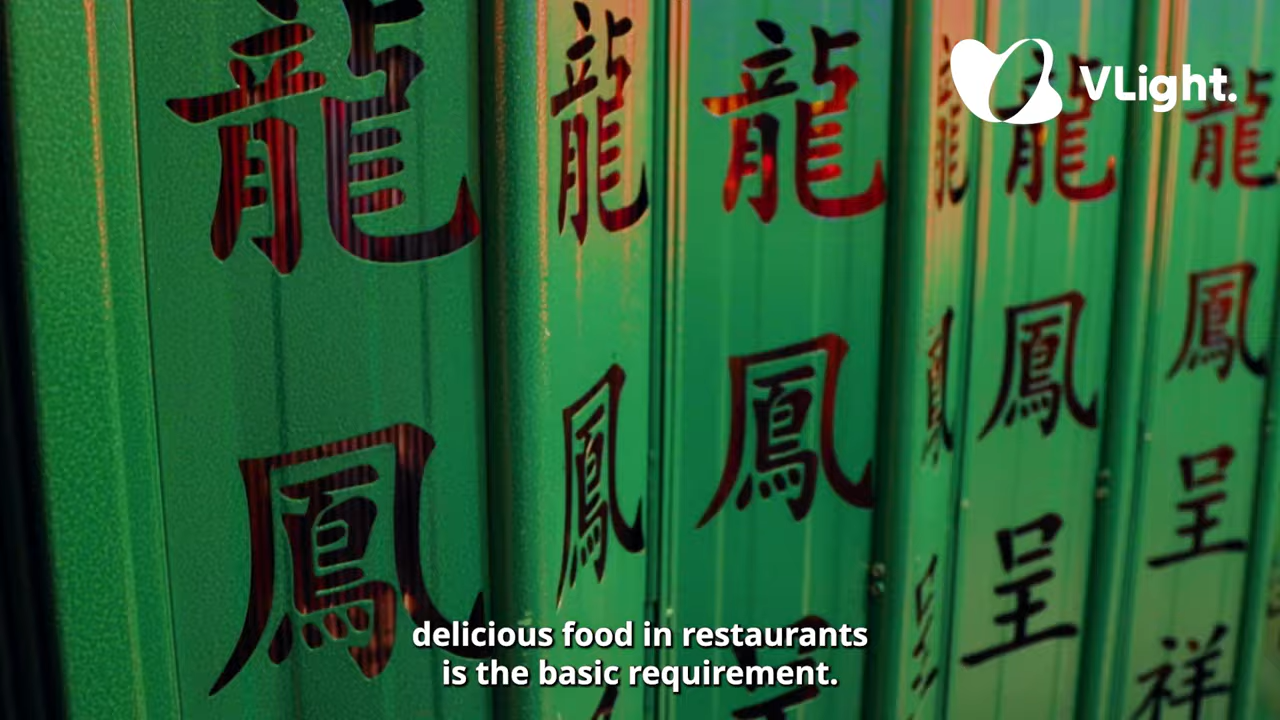 VLight.
龍鳳
龍鳳
龍鳳
龍鳳
龍鳳呈
龍鳳呈祥
delicious food in restaurants
is the basic requirement.